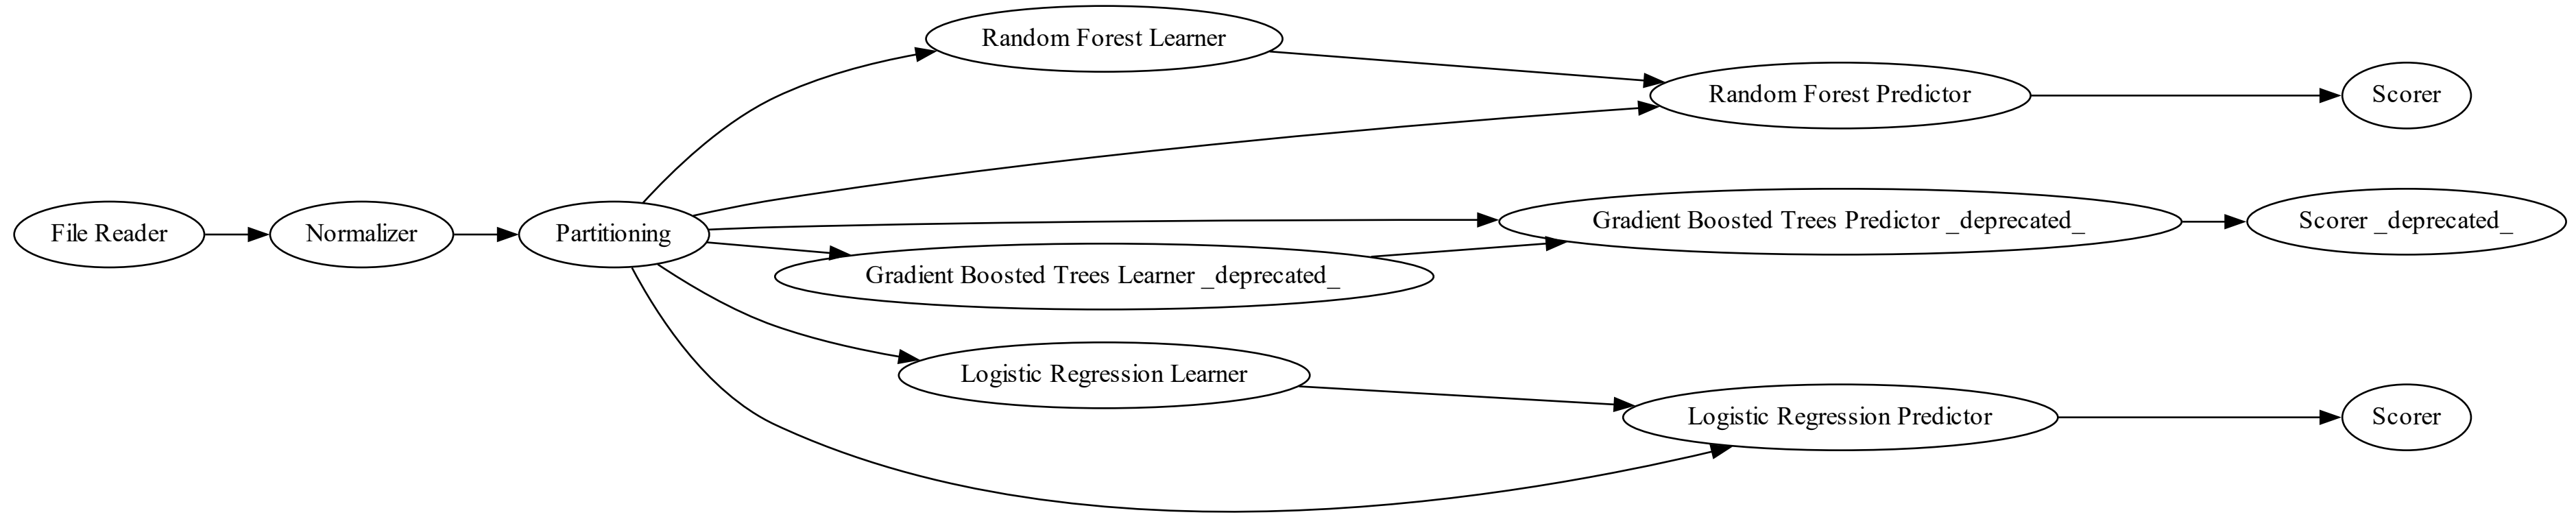 Random Forest Learner
Random Forest Predictor
Scorer
File Reader
Normalizer
Partitioning
Gradient Boosted Trees Predictor _deprecated_
Scorer _deprecated_
Gradient Boosted Trees Learner _deprecated_
Logistic Regression Learner
Logistic Regression Predictor
Scorer